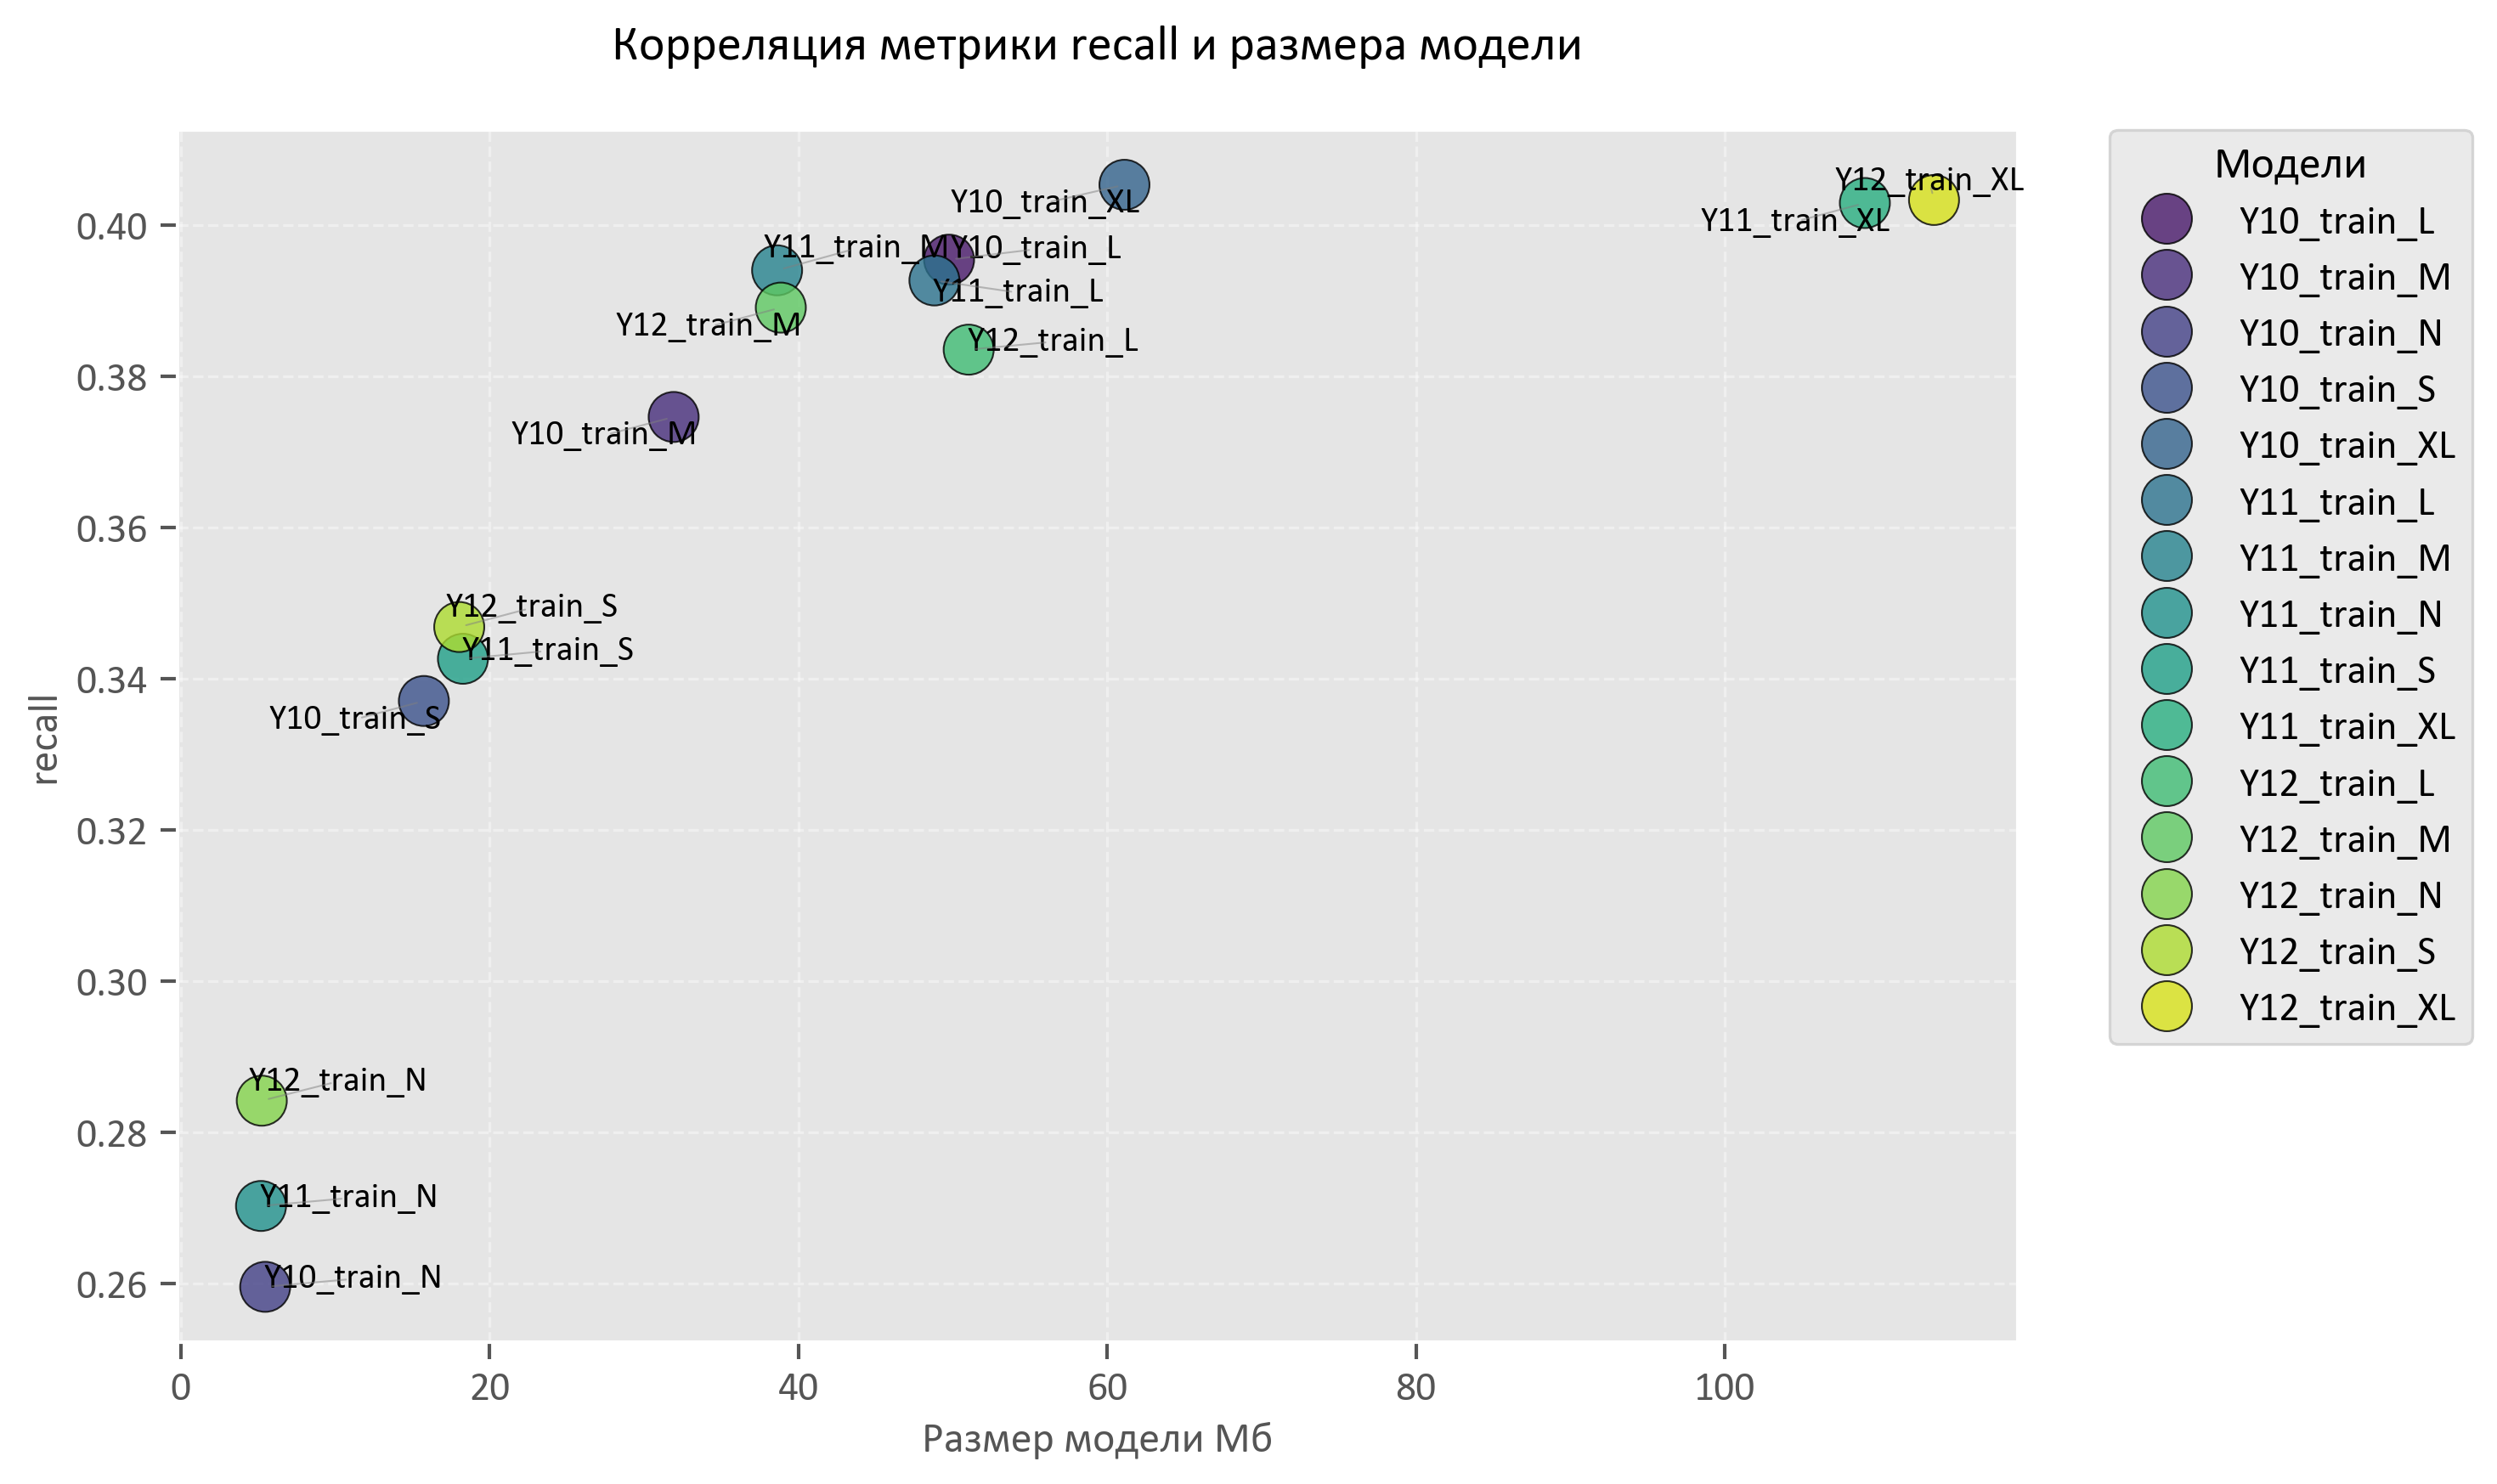 Корреляция метрики recall и размера модели
recall
0.40
0.38
0.36
0.34
0.32
0.30
0.28
0.26
Y12_train_XL
Y10_train_XL
Y11_train_XL
Y11_train_M
Y10_train_L
Y11_train_L
Y12_train_M
Y12_train_L
Y10_train_M
Y12_train_S
Y11_train_S
Y10_train_S
Y12_train_N
Y11_train_N
Y10_train_N
0
20
40
60
80
100
Размер модели Мб
Модели
Y10_train_L
Y10_train_M
Y10_train_N
Y10_train_S
Y10_train_XL
Y11_train_L
Y11_train_M
Y11_train_N
Y11_train_S
Y11_train_XL
Y12_train_L
Y12_train_M
Y12_train_N
Y12_train_S
Y12_train_XL